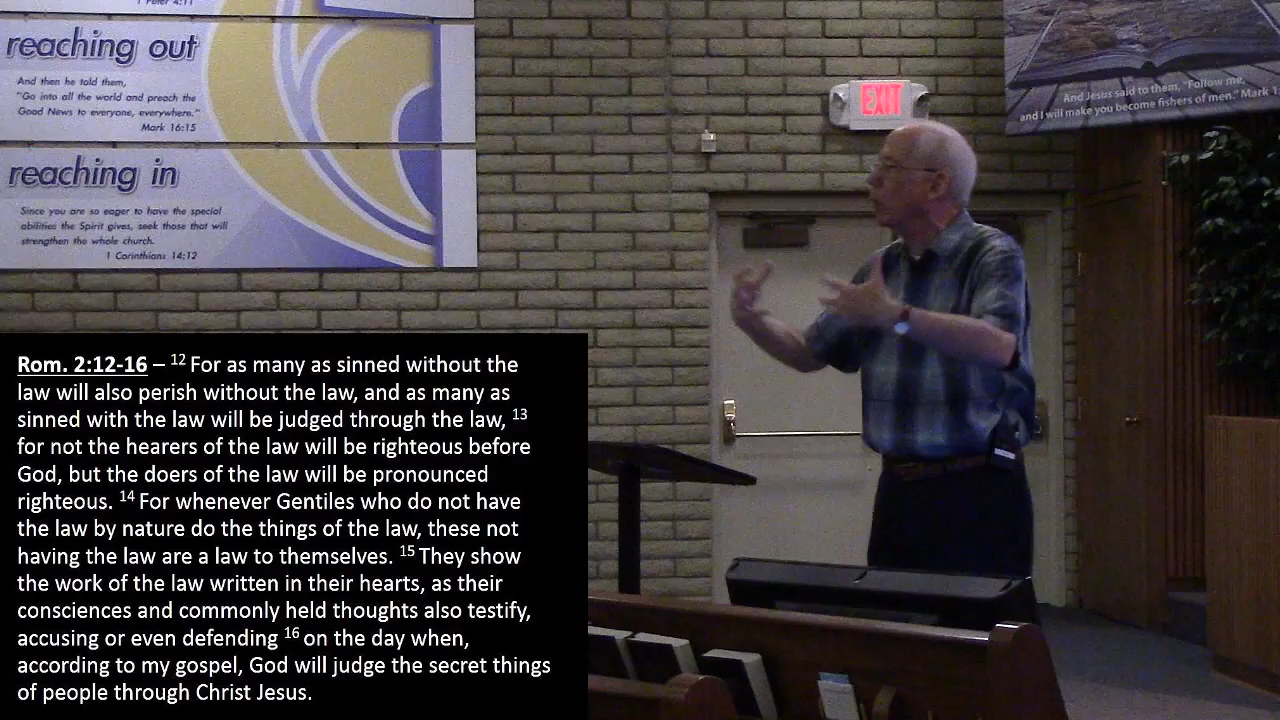 1 Peter 4:11
reaching out
And then he told them,
"Go into all the world and preach the
Good News to everyone, everywhere."
Mark 16:15
reaching in
Since you are so eager to have the special
abilities the Spirit gives, seek those that will
strengthen the whole church.
1 Corinthians 14:12
EXIT
And Jesus said to them, "Follow me,
and I will make you become fishers of men." Mark 1:
Rom. 2:12-16 – 12 For as many as sinned without the
law will also perish without the law, and as many as
sinned with the law will be judged through the law, 13
for not the hearers of the law will be righteous before
God, but the doers of the law will be pronounced
righteous. 14 For whenever Gentiles who do not have
the law by nature do the things of the law, these not
having the law are a law to themselves. 15 They show
the work of the law written in their hearts, as their
consciences and commonly held thoughts also testify,
accusing or even defending 16 on the day when,
according to my gospel, God will judge the secret things
of people through Christ Jesus.